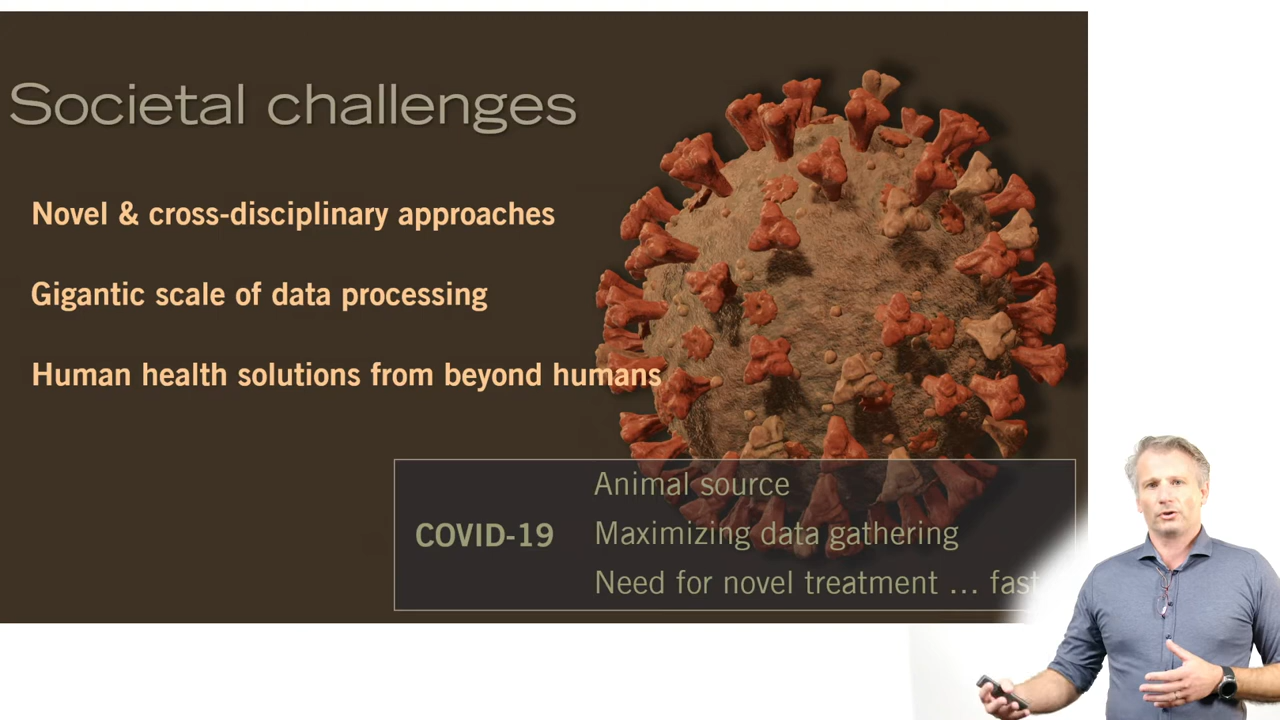 Societal challenges
Novel & cross-disciplinary approaches
Gigantic scale of data processing
Human health solutions from beyond humans
COVID-19
Animal source
Maximizing data gathering
Need for novel treatment … fast